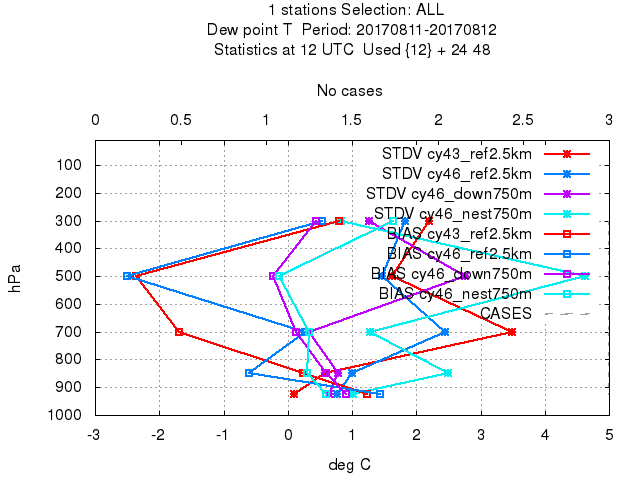 1 stations Selection: ALL
Dew point T  Period: 20170811-20170812
Statistics at 12 UTC  Used {12} + 24 48
No cases
0 0.5 1 1.5 2 2.5 3
STDV cy43_ref2.5km
STDV cy46_ref2.5km
STDV cy46_down750m
STDV cy46_nest750m
BIAS cy43_ref2.5km
BIAS cy46_ref2.5km
BIAS cy46_down750m
BIAS cy46_nest750m
CASES
hPa
100
200
300
400
500
600
700
800
900
1000
-3 -2 -1 0 1 2 3 4 5
deg C